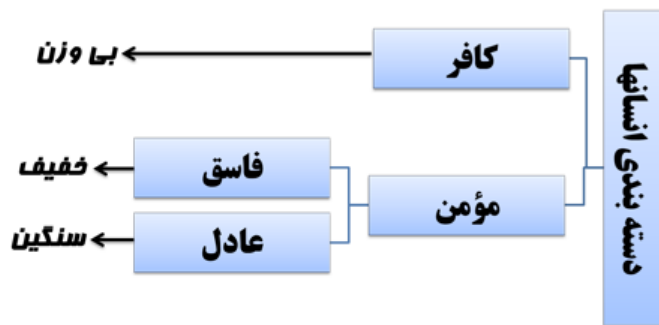 دسته بندی انسانها
کافر
بی وزن
مؤمن
فاسق
خفیف
عادل
سنگین